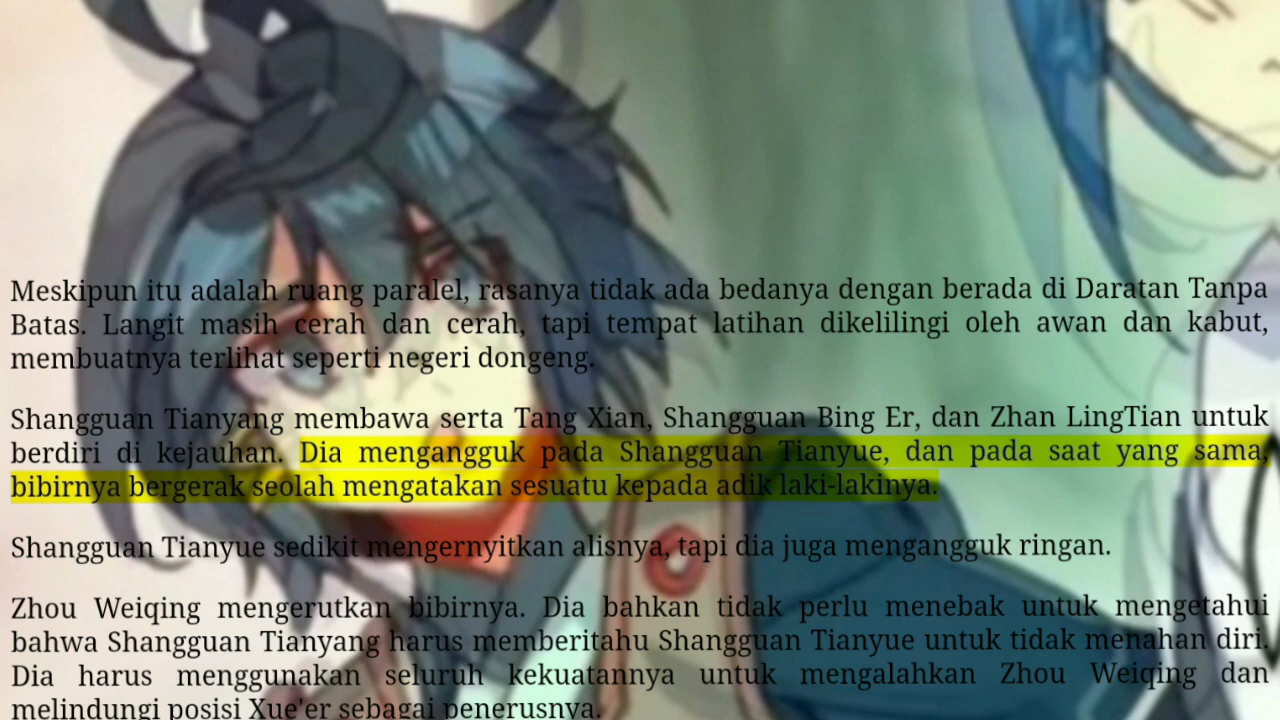 Meskipun itu adalah ruang paralel, rasanya tidak ada bedanya dengan berada di Daratan Tanpa
Batas. Langit masih cerah dan cerah, tapi tempat latihan dikelilingi oleh awan dan kabut,
membuatnya terlihat seperti negeri dongeng.
Shangguan Tianyang membawa serta Tang Xian, Shangguan Bing Er, dan Zhan LingTian untuk
berdiri di kejauhan. Dia mengangguk pada Shangguan Tianyue, dan pada saat yang sama,
bibirnya bergerak seolah mengatakan sesuatu kepada adik laki-lakinya.
Shangguan Tianyue sedikit mengernyitkan alisnya, tapi dia juga mengangguk ringan.
Zhou Weiqing mengerutkan bibirnya. Dia bahkan tidak perlu menebak untuk mengetahui
bahwa Shangguan Tianyang harus memberitahu Shangguan Tianyue untuk tidak menahan diri.
Dia harus menggunakan seluruh kekuatannya untuk mengalahkan Zhou Weiqing dan
melindungi posisi Xue'er sebagai penerusnya.